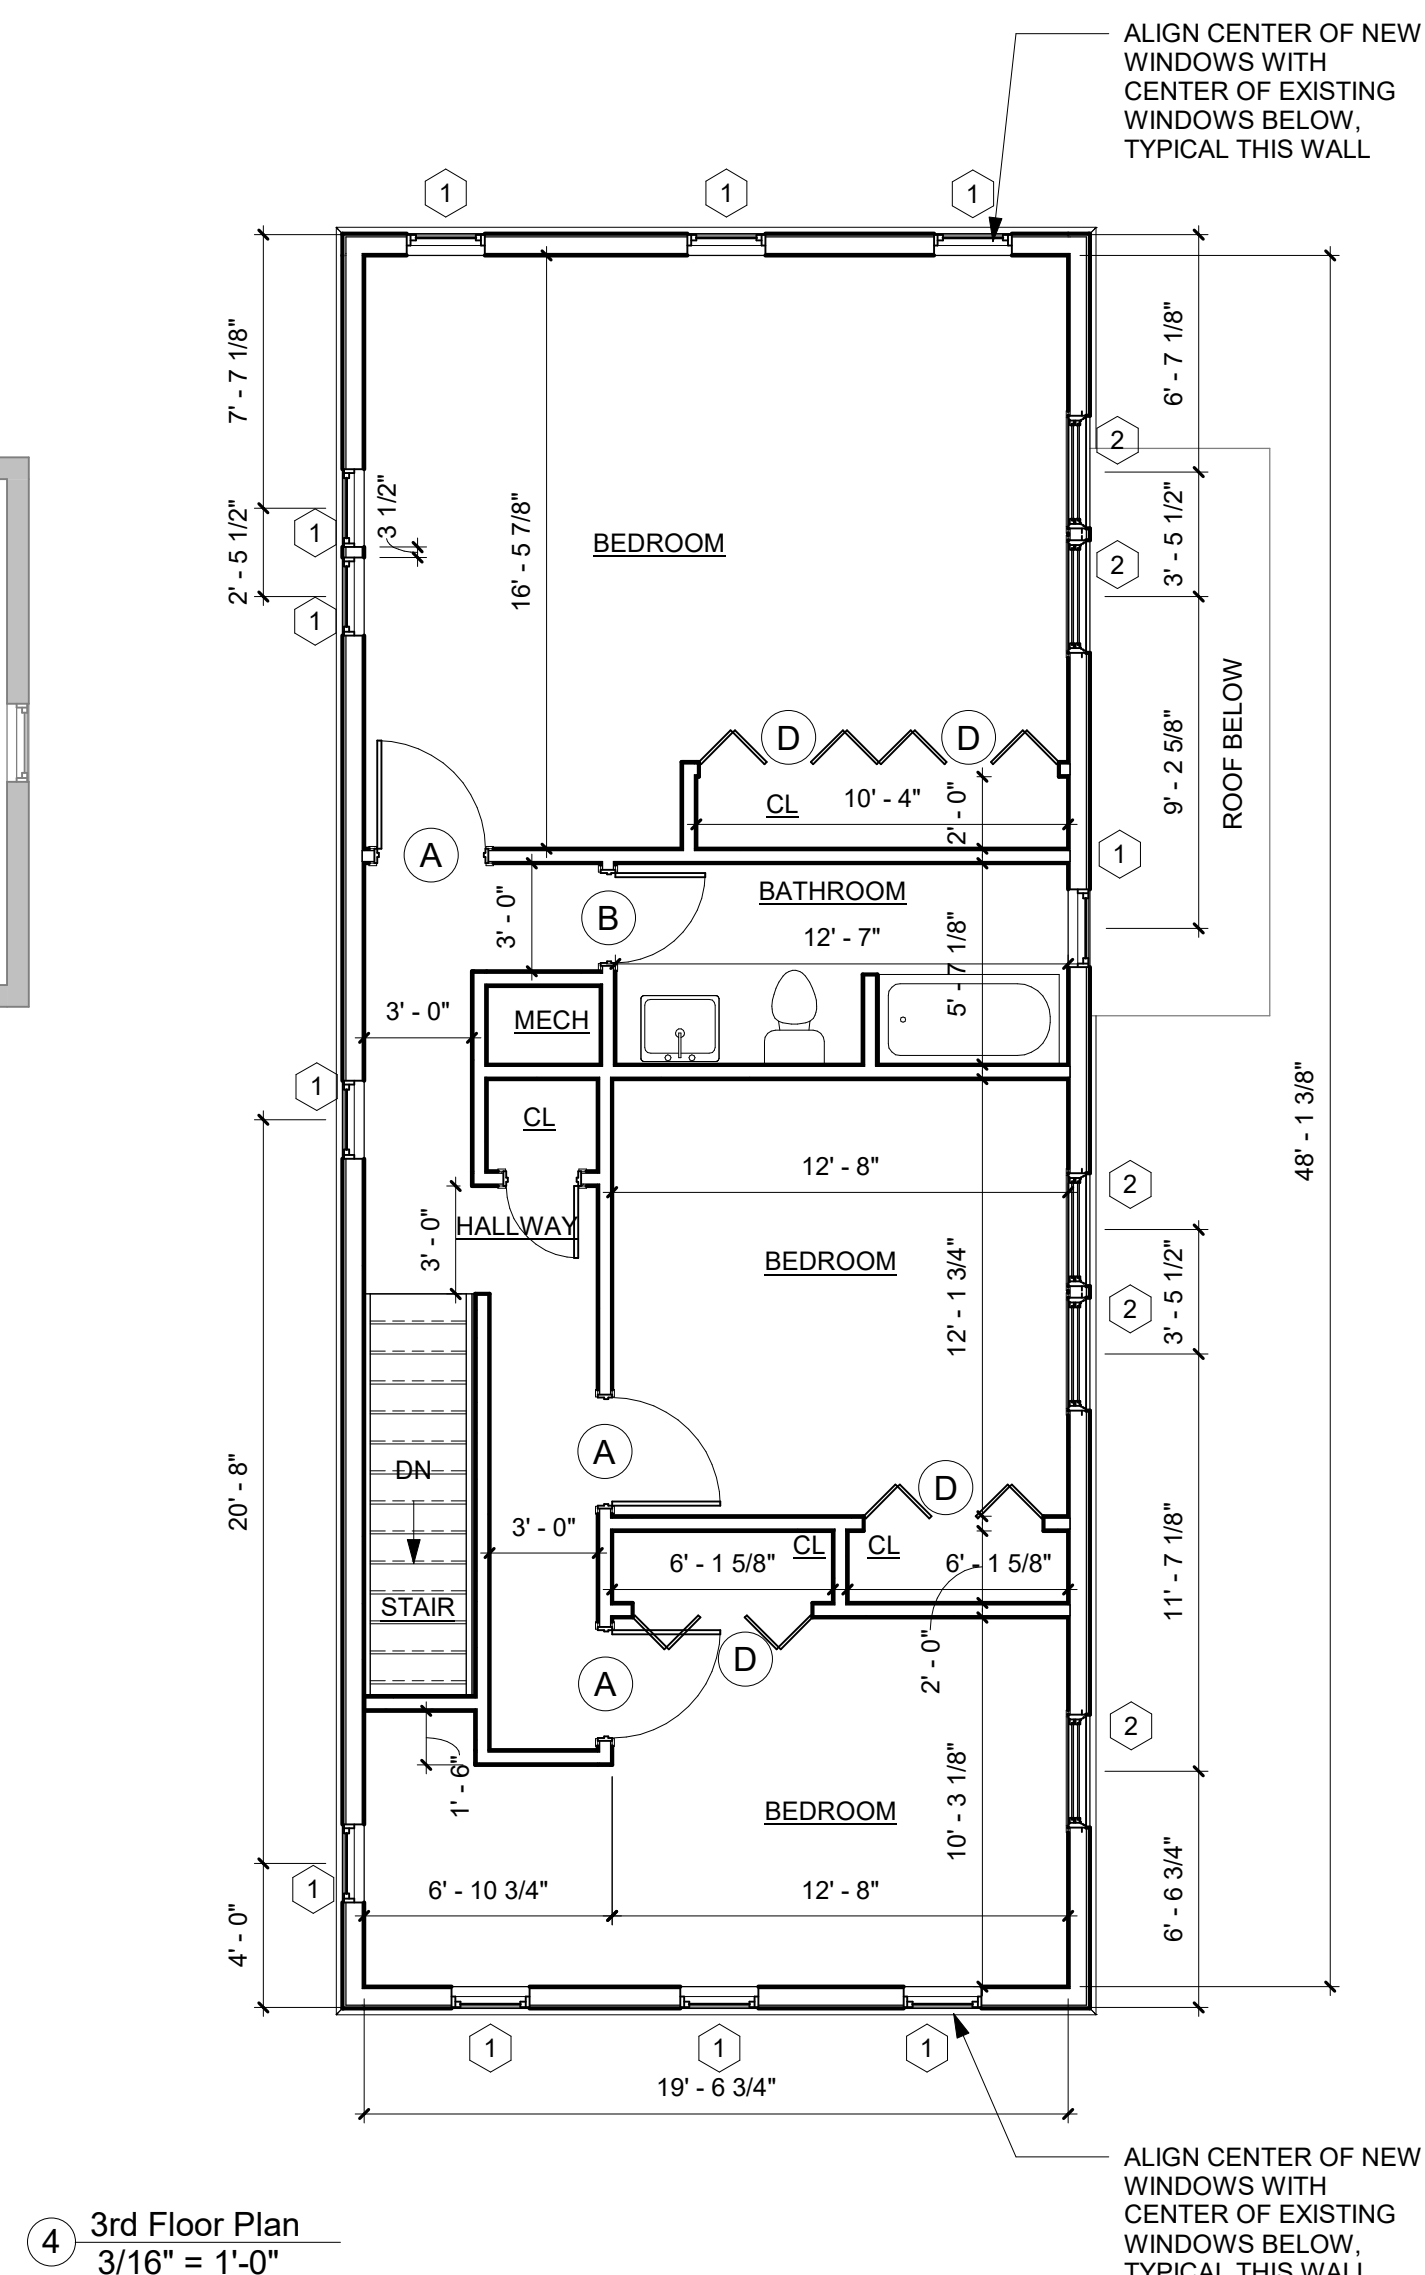 ALIGN CENTER OF NEW
WINDOWS WITH
CENTER OF EXISTING
WINDOWS BELOW,
TYPICAL THIS WALL
1
1
1
7' - 7 1/8"
6' - 7 1/8"
2
2' - 5 1/2"
1
3 1/2"
16' - 5 7/8"
BEDROOM
2
3' - 5 1/2"
1
ROOF BELOW
D
D
9' - 2 5/8"
CL
10' - 4"
2' - 0"
A
1
BATHROOM
3' - 0"
B
12' - 7"
5' - 7 1/8"
3' - 0"
MECH
1
CL
48' - 1 3/8"
12' - 8"
2
3' - 0"
HALLWAY
BEDROOM
12' - 1 3/4"
2
3' - 5 1/2"
A
DN
D
20' - 8"
3' - 0"
CL
CL
6' - 1 5/8"
6' - 1 5/8"
11' - 7 1/8"
STAIR
2' - 0"
D
A
2
1' - 6"
BEDROOM
10' - 3 1/8"
1
6' - 10 3/4"
12' - 8"
6' - 6 3/4"
4' - 0"
1
1
1
19' - 6 3/4"
ALIGN CENTER OF NEW
WINDOWS WITH
CENTER OF EXISTING
WINDOWS BELOW,
TYPICAL THIS WALL
4
3rd Floor Plan
3/16" = 1'-0"